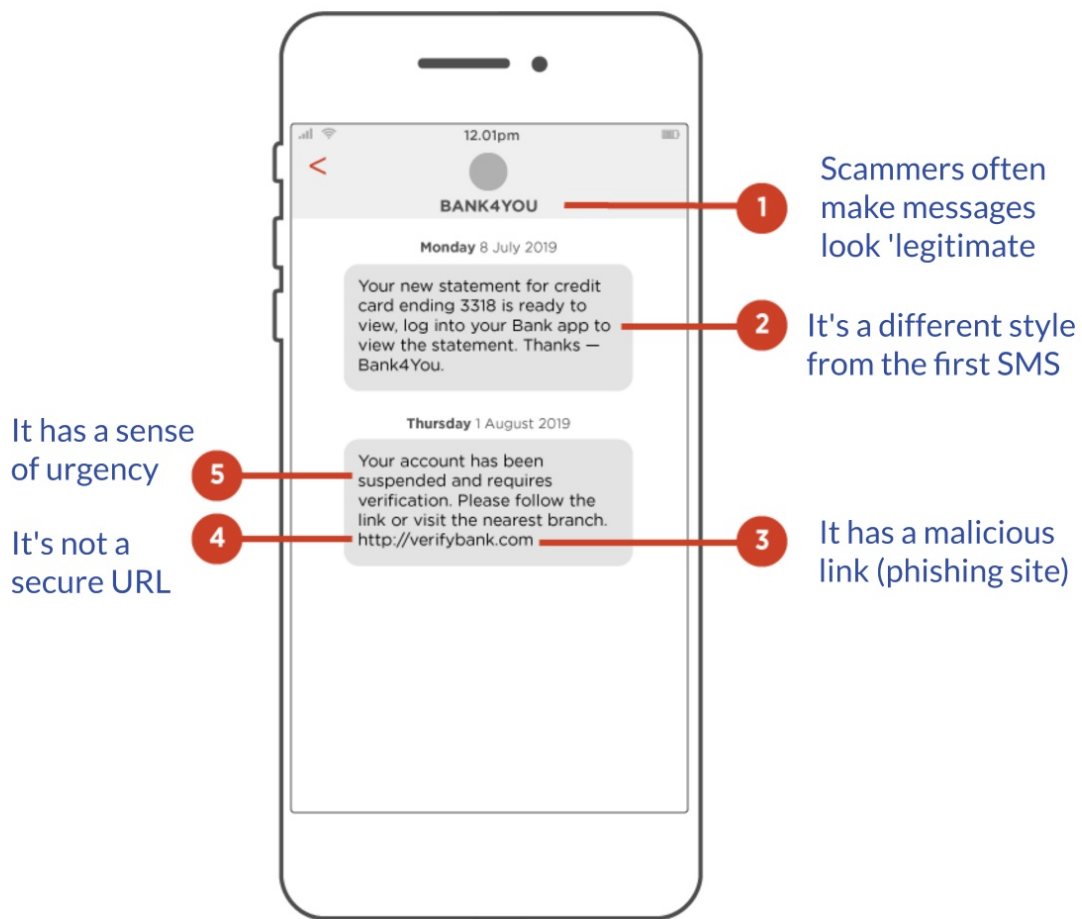 12.01pm
<
BANK4YOU
1
Scammers often
make messages
look 'legitimate
Monday 8 July 2019
Your new statement for credit
card ending 3318 is ready to
view, log into your Bank app to
view the statement. Thanks —
Bank4You.
2
It's a different style
from the first SMS
Thursday 1 August 2019
Your account has been
suspended and requires
verification. Please follow the
link or visit the nearest branch.
http://verifybank.com
It has a sense
of urgency
5
It's not a
secure URL
4
3
It has a malicious
link (phishing site)